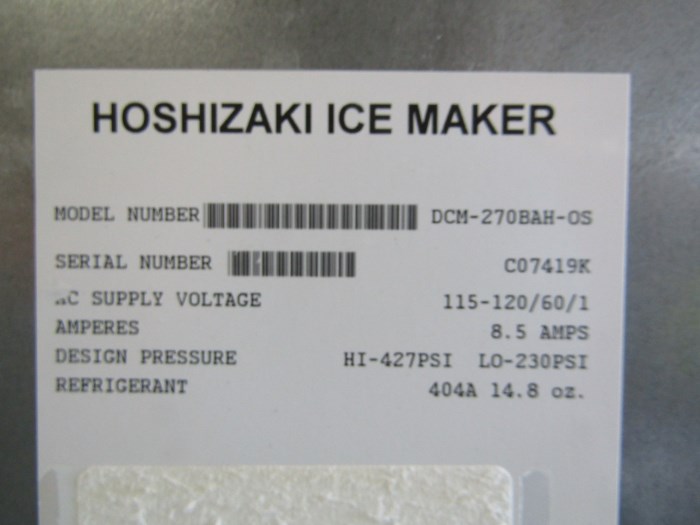 HOSHIZAKI ICE MAKER
MODEL NUMBER DCM-270BAH-OS
SERIAL NUMBER C07419K
AC SUPPLY VOLTAGE 115-120/60/1
AMPERES 8.5 AMPS
DESIGN PRESSURE HI-427PSI LO-230PSI
REFRIGERANT 404A 14.8 oz.